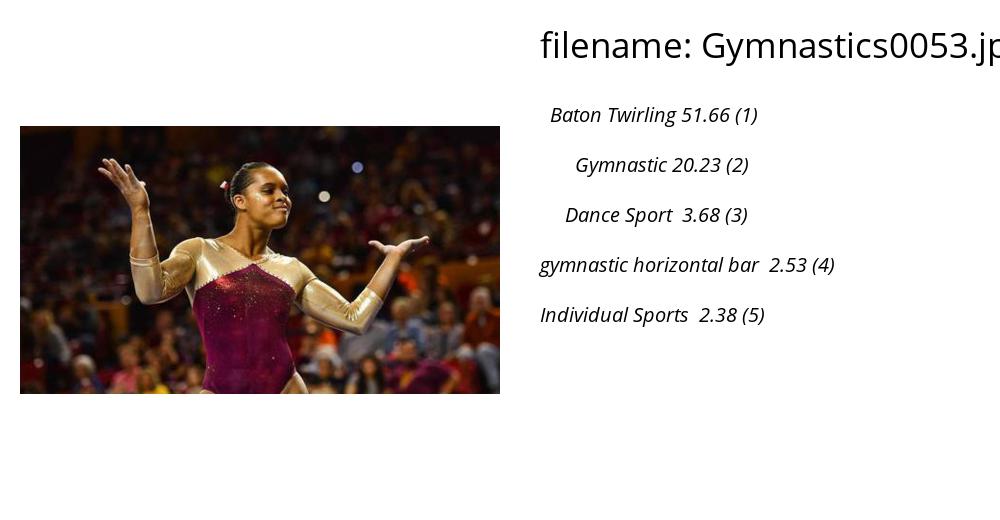 filename: Gymnastics0053.jp
Baton Twirling 51.66 (1)
Gymnastic 20.23 (2)
Dance Sport 3.68 (3)
gymnastic horizontal bar 2.53 (4)
Individual Sports 2.38 (5)